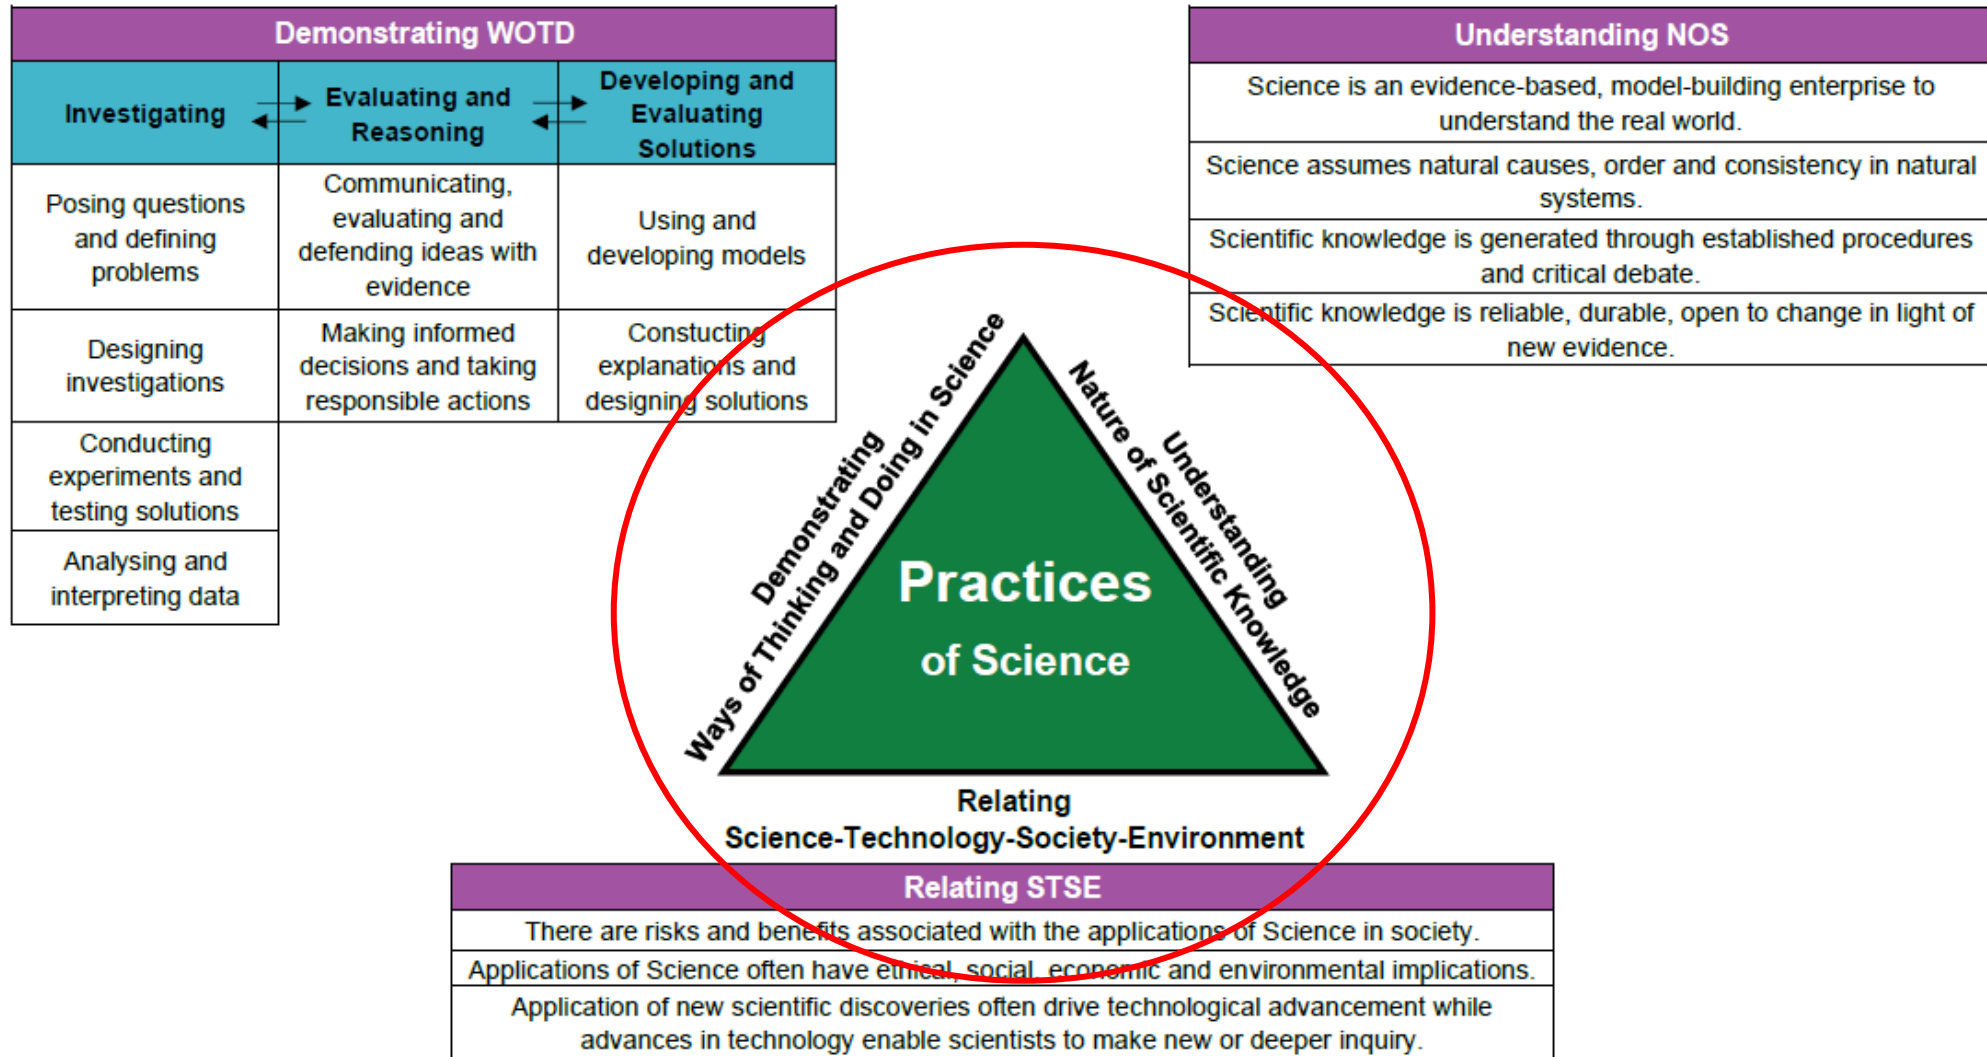 Demonstrating WOTD
Investigating
Evaluating and
Reasoning
Developing and
Evaluating
Solutions
Posing questions
and defining
problems
Communicating,
evaluating and
defending ideas with
evidence
Using and
developing models
Designing
investigations
Making informed
decisions and taking
responsible actions
Constucting
explanations and
designing solutions
Conducting
experiments and
testing solutions
Analysing and
interpreting data
Understanding NOS
Science is an evidence-based, model-building enterprise to
understand the real world.
Science assumes natural causes, order and consistency in natural
systems.
Scientific knowledge is generated through established procedures
and critical debate.
Scientific knowledge is reliable, durable, open to change in light of
new evidence.
Demonstrating
Ways of Thinking and Doing in Science
Understanding
Nature of Scientific Knowledge
Practices
of Science
Relating
Science-Technology-Society-Environment
Relating STSE
There are risks and benefits associated with the applications of Science in society.
Applications of Science often have ethical, social, economic and environmental implications.
Application of new scientific discoveries often drive technological advancement while
advances in technology enable scientists to make new or deeper inquiry.